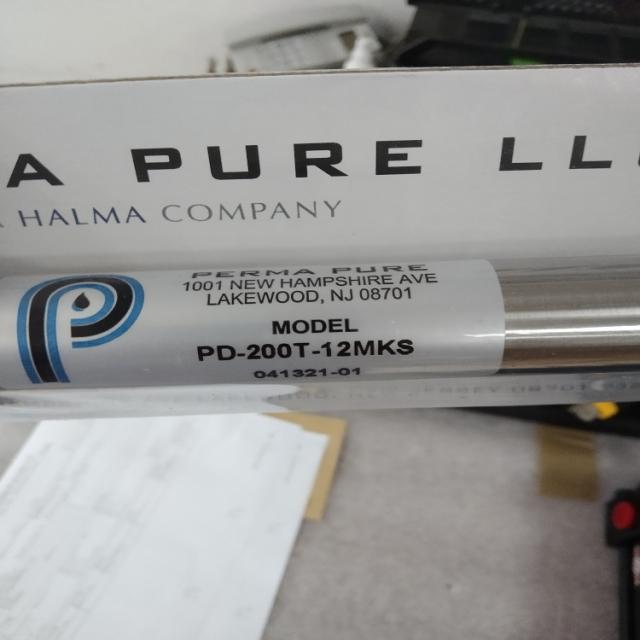 A PURE LL
HALMA COMPANY
PERMA PURE
1001 NEW HAMPSHIRE AVE
LAKEWOOD, NJ 08701
MODEL
PD-200T-12MKS
041321-01